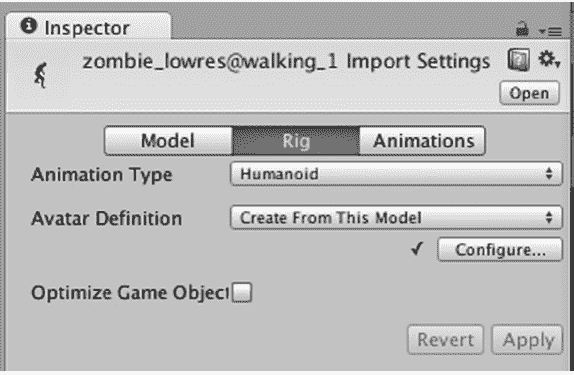 Inspector
zombie_lowres@walking_1 Import Settings
Open
Model Rig Animations
Animation Type Humanoid
Avatar Definition Create From This Model
Configure...
Optimize Game Object
Revert Apply